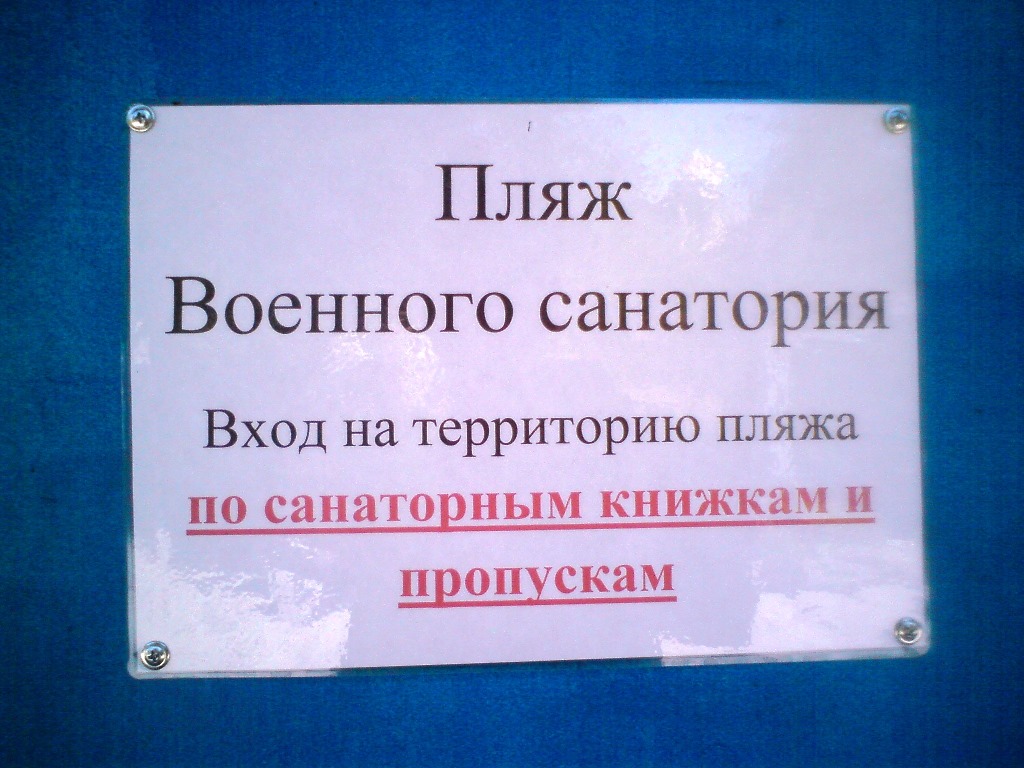 Пляж
Военного санатория
Вход на территорию пляжа
по санаторным книжкам и
пропускам